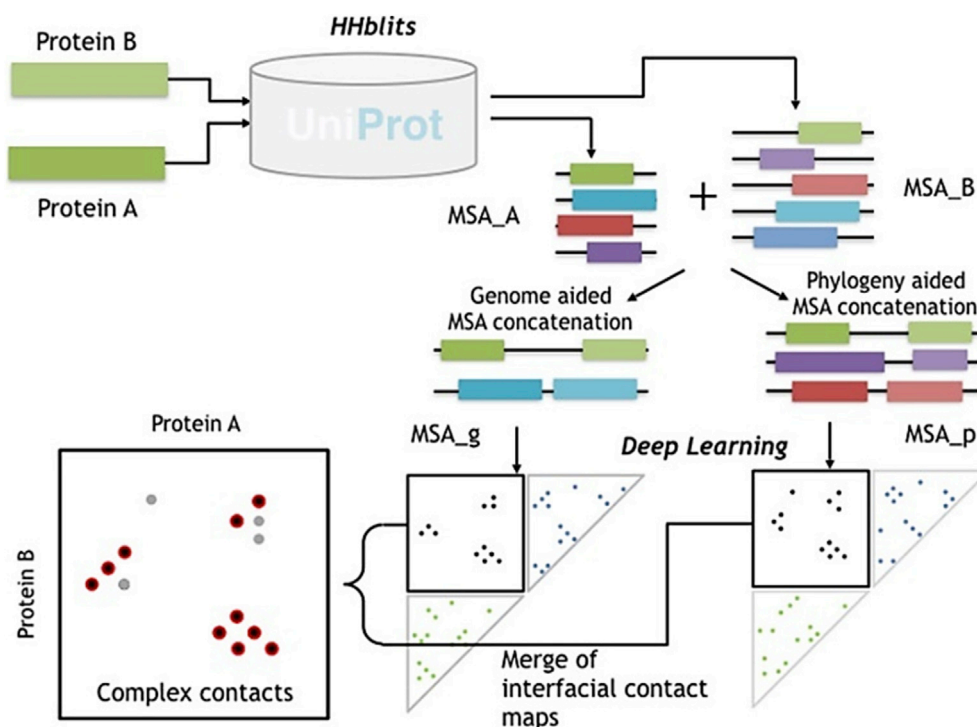 HHblits
Protein B
UniProt
Protein A
MSA_A
+
MSA_B
Genome aided
MSA concatenation
Phylogeny aided
MSA concatenation
Protein A
MSA_g
Deep Learning
MSA_p
Protein B
Complex contacts
Merge of
interfacial contact
maps